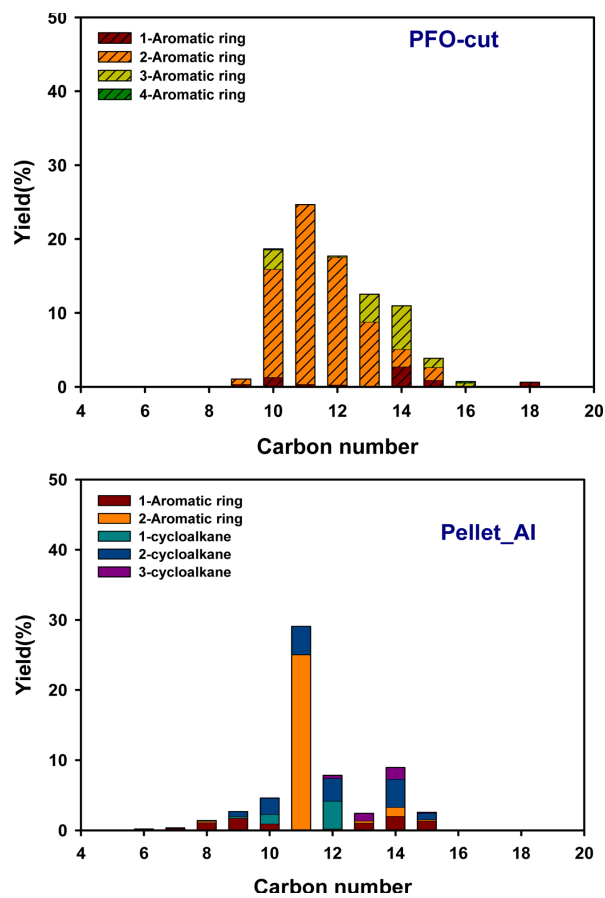 50
PFO-cut
1-Aromatic ring
2-Aromatic ring
3-Aromatic ring
4-Aromatic ring
40
30
Yield(%)
20
10
0
4 6 8 10 12 14 16 18 20
Carbon number
50
1-Aromatic ring
2-Aromatic ring
1-cycloalkane
2-cycloalkane
3-cycloalkane
Pellet_AI
40
30
Yield(%)
20
10
0
4 6 8 10 12 14 16 18 20
Carbon number